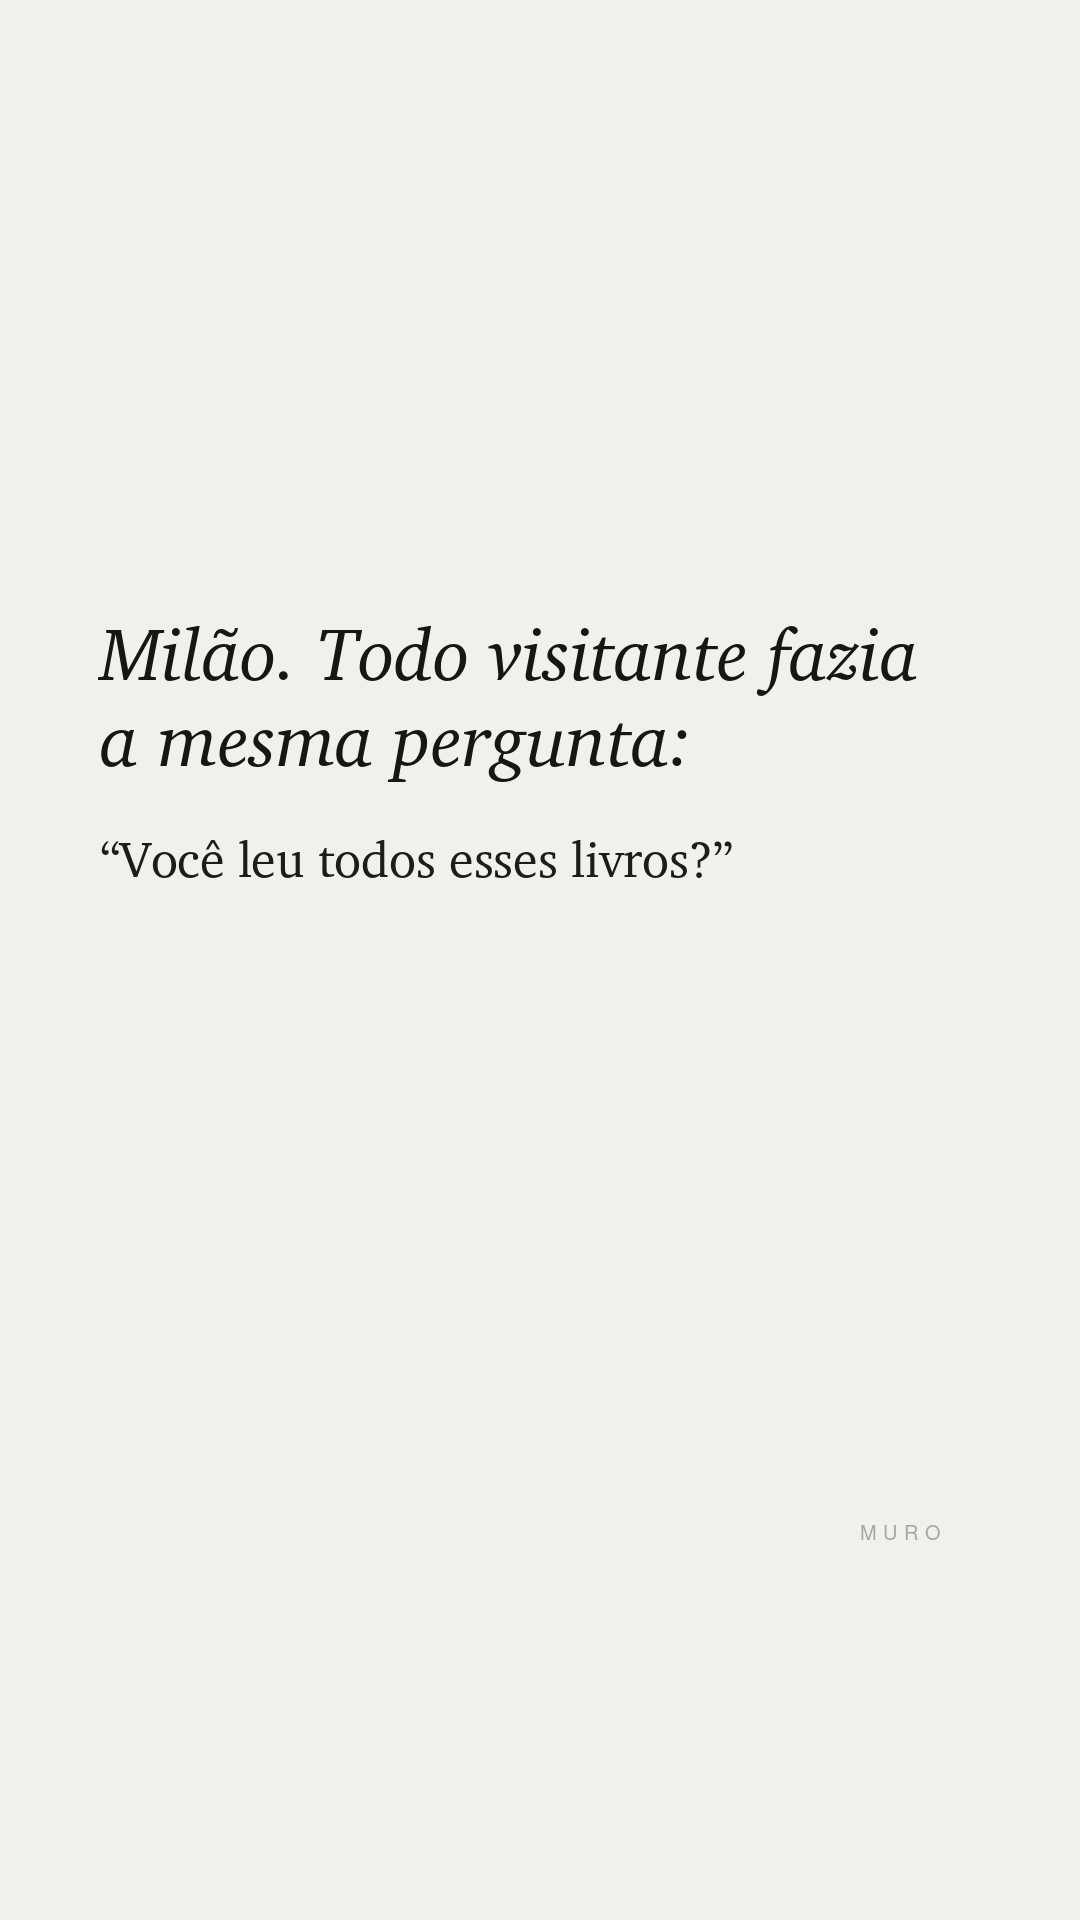 Milão. Todo visitante fazia
a mesma pergunta:
“Você leu todos esses livros?”
MURO